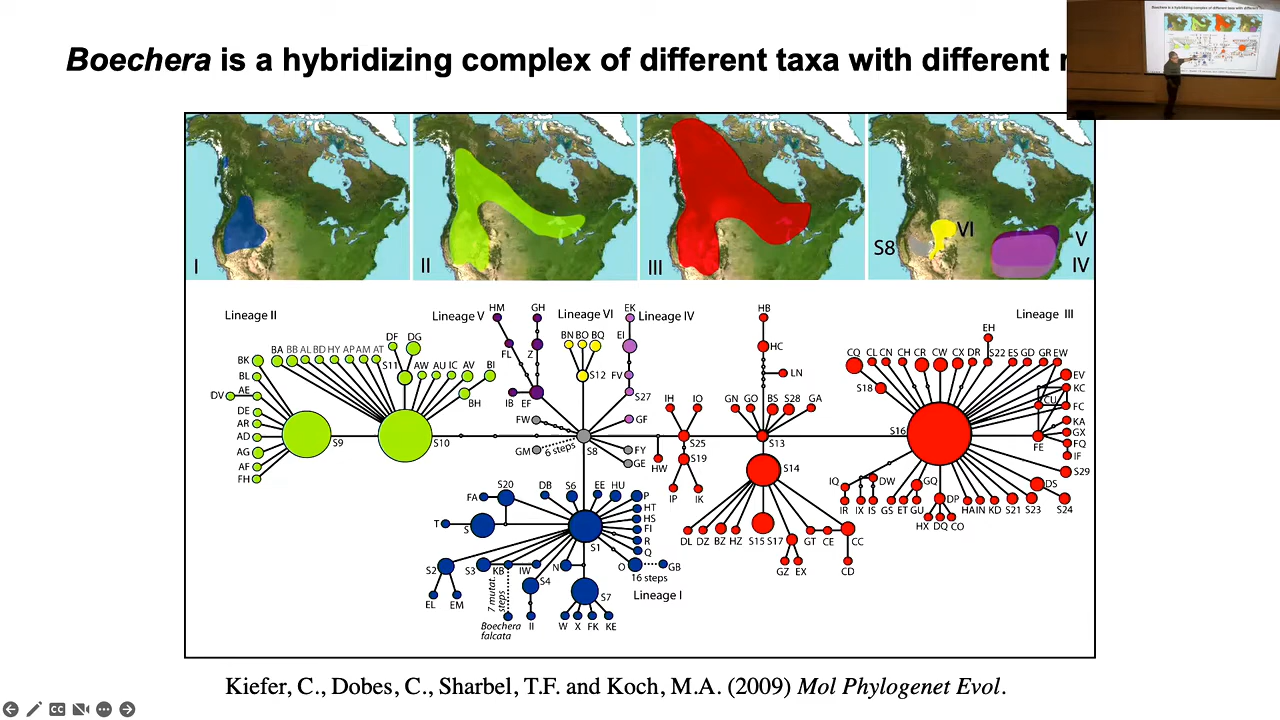 Boechera is a hybridizing complex of different taxa with different
I
II
III
S8
VI
V
IV
Lineage II
Lineage V
Lineage VI
Lineage IV
Lineage III
HM
GH
BN BO BQ
EK
HB
EH
FL
Z
EI
HC
LN
IB
EF
S12
FV
S27
GF
BK
BA BB AL BD HY AP AM AT
DF
DG
BL
AE
DV
DE
AR
AD
AG
AF
FH
S9
S11
AW AU IC AV
BI
BH
S10
FW
GM
6 steps
S8
FY
GE
IH
IO
S25
HW
S19
IP
IK
GN GO BS S28 GA
S13
S14
DL DZ BZ HZ S15 S17
GT CE
CC
GZ EX
CD
CQ CL CN CH CR CW CX DR
S22 ES GD GR EW
S18
EV
KC
CU
FC
KA
GX
FQ
IF
FE
S16
S29
IQ
DW
GQ
DP
DS
IR IX IS GS ET GU
HA IN KD S21 S23
S24
HX DQ CO
FA
S20
DB
S6
EE HU
P
HT
HS
FI
R
Q
T
S
S1
S2
S3
KB
IW
N
O
GB
16 steps
S4
S7
Lineage I
EL
EM
7 mutat.
steps
Boechera
falcata
II
W X FK KE
Kiefer, C., Dobes, C., Sharbel, T.F. and Koch, M.A. (2009) Mol Phylogenet Evol.
CC